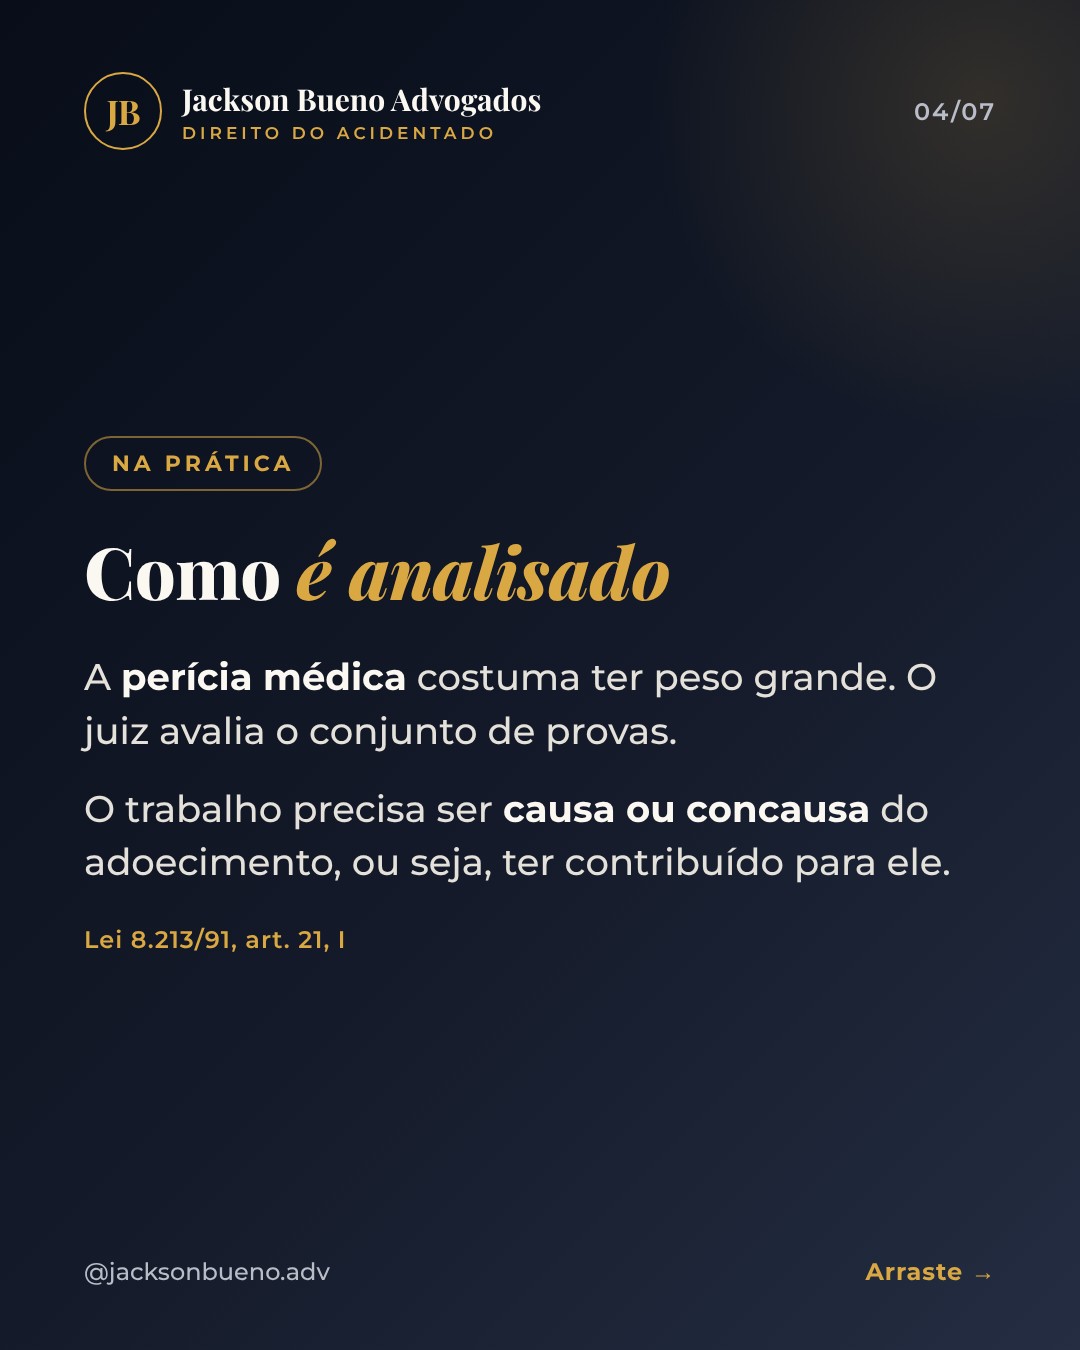 JB
Jackson Bueno Advogados
DIREITO DO ACIDENTADO
04/07
NA PRÁTICA
Como é analisado
A perícia médica costuma ter peso grande. O
juiz avalia o conjunto de provas.
O trabalho precisa ser causa ou concausa do
adoecimento, ou seja, ter contribuído para ele.
Lei 8.213/91, art. 21, I
@jacksonbueno.adv
Arraste →